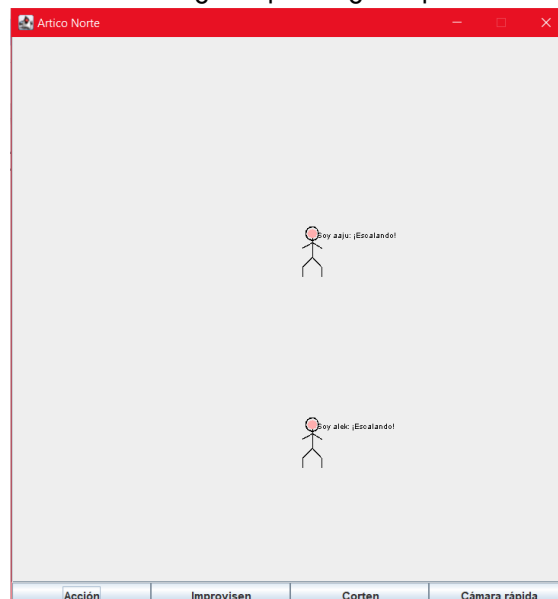 Artico Norte
Soy aaju: ¡Escalando!
Soy alek: ¡Escalando!
Acción Improvisen Corten Cámara rápida